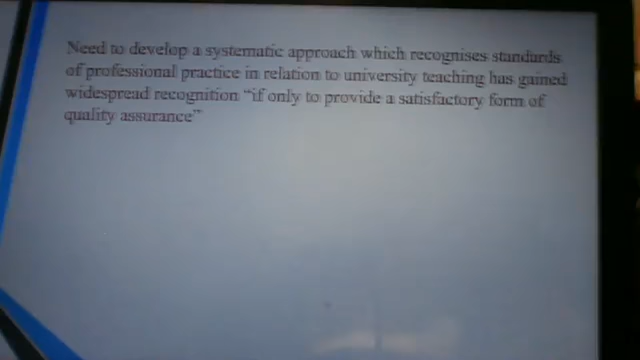 Need to develop a systematic approach which recognises standards
of professional practice in relation to university teaching has gained
widespread recognition “if only to provide a satisfactory form of
quality assurance”